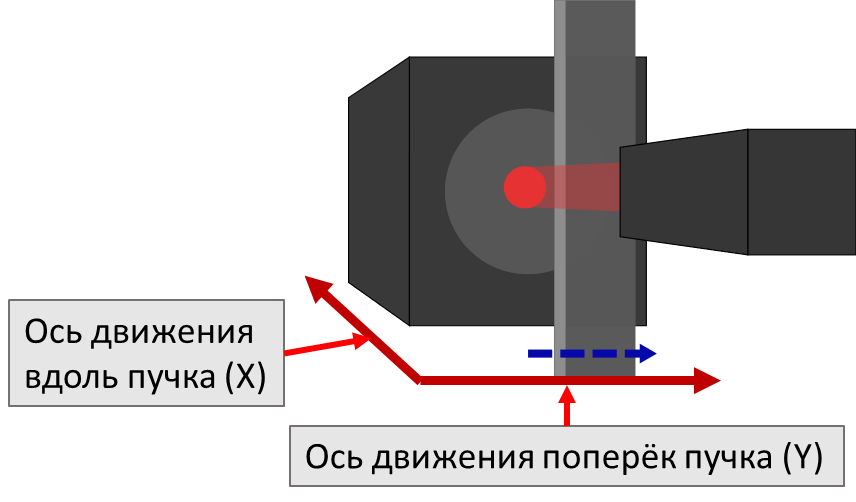 Ось движения
вдоль пучка (X)
Ось движения поперёк пучка (Y)